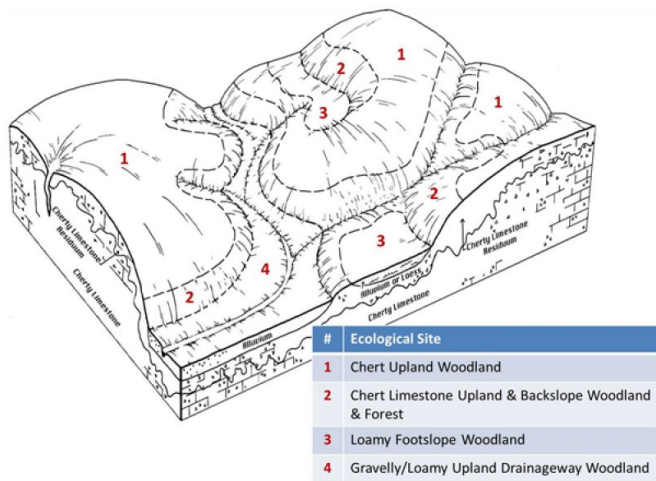 1
2
1
3
1
2
3
4
2
Cherty Limestone
Residuum
Cherty Limestone
Cherty Limestone
Residuum
Alluvium or Loess
Cherty Limestone
Alluvium
# Ecological Site
1 Chert Upland Woodland
2 Chert Limestone Upland & Backslope Woodland
& Forest
3 Loamy Footslope Woodland
4 Gravelly/Loamy Upland Drainageway Woodland